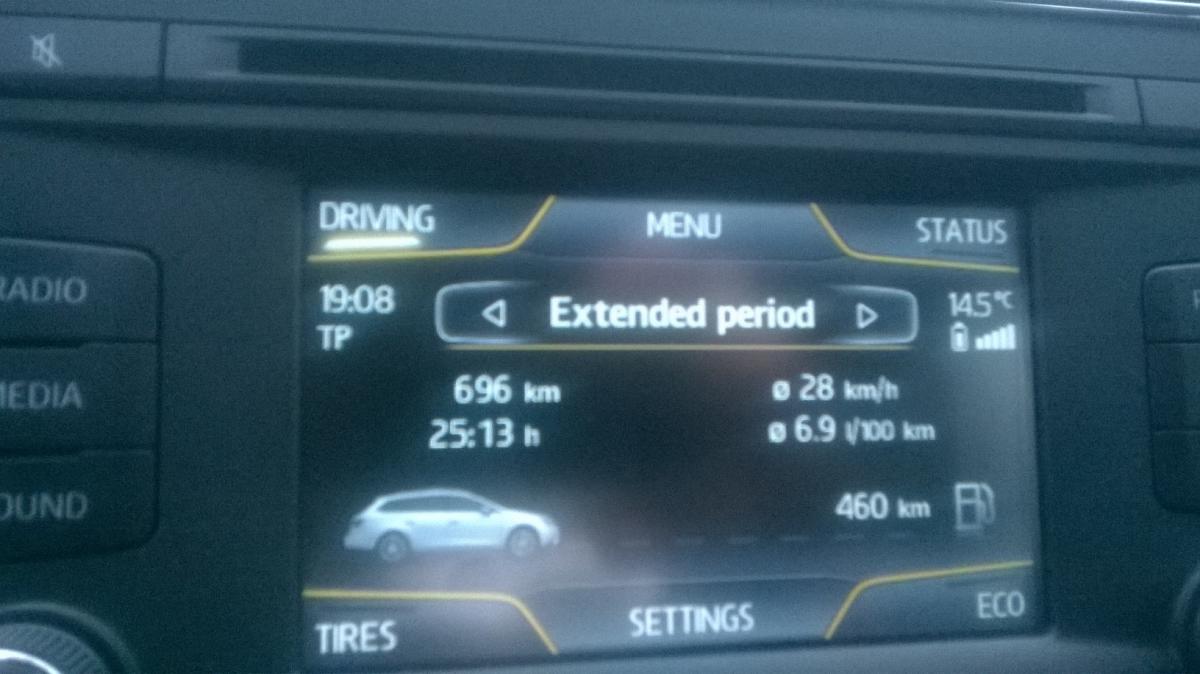 DRIVING MENU STATUS
RADIO
19:08 Extended period 14.5°C
TP
MEDIA
696 km ø 28 km/h
25:13 h ø 6.9 l/100 km
SOUND
460 km
TIRES SETTINGS ECO